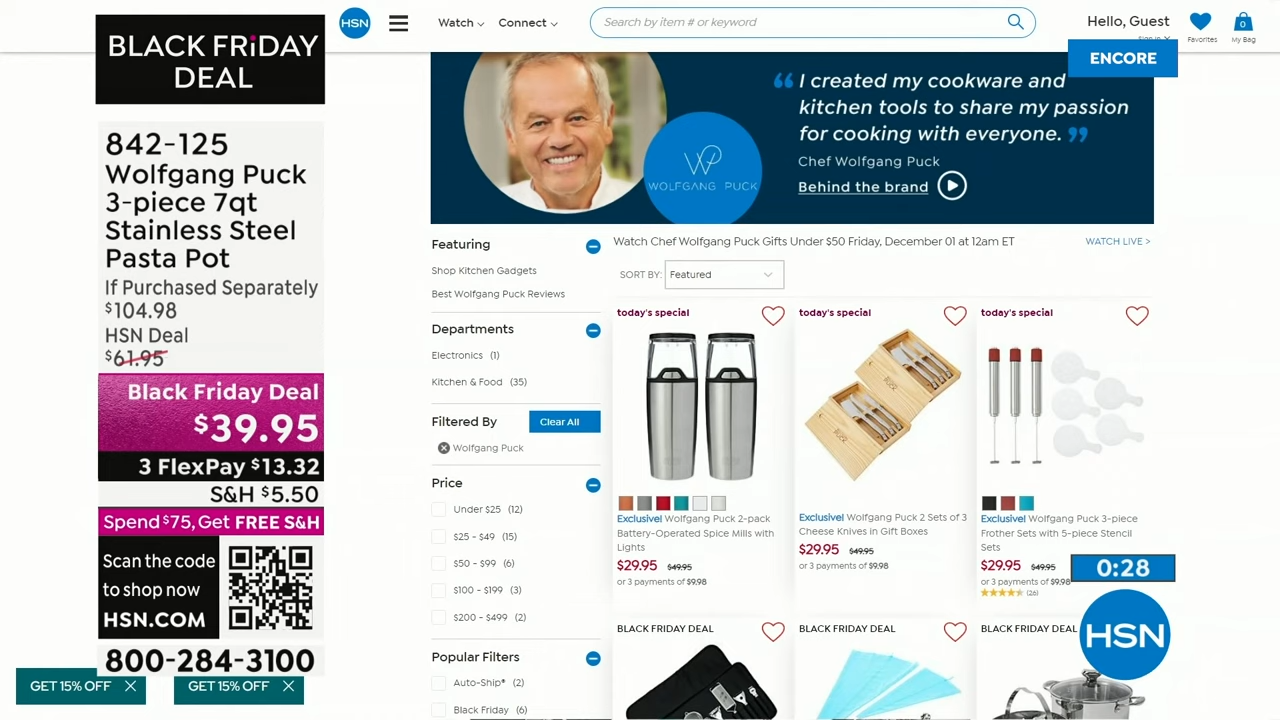 BLACK FRiDAY
DEAL
842-125
Wolfgang Puck
3-piece 7qt
Stainless Steel
Pasta Pot
If Purchased Separately
$104.98
HSN Deal
$61.95
Black Friday Deal
$39.95
3 FlexPay $13.32
S&H $5.50
Spend $75, Get FREE S&H
Scan the code
to shop now
HSN.COM
800-284-3100
GET 15% OFF
GET 15% OFF
HSN
Watch
Connect
Search by item # or keyword
Hello, Guest
Sign in
Favorites
0
My Bag
ENCORE
“ I created my cookware and
kitchen tools to share my passion
for cooking with everyone. ”
Chef Wolfgang Puck
Behind the brand
WP
WOLFGANG PUCK
Featuring
Shop Kitchen Gadgets
Best Wolfgang Puck Reviews
Departments
Electronics (1)
Kitchen & Food (35)
Filtered By
Clear All
Wolfgang Puck
Price
Under $25 (12)
$25 - $49 (15)
$50 - $99 (6)
$100 - $199 (3)
$200 - $499 (2)
Popular Filters
Auto-Ship® (2)
Black Friday (6)
Watch Chef Wolfgang Puck Gifts Under $50 Friday, December 01 at 12am ET
WATCH LIVE >
SORT BY: Featured
today's special
Exclusive! Wolfgang Puck 2-pack
Battery-Operated Spice Mills with
Lights
$29.95 $49.95
or 3 payments of $9.98
today's special
Exclusive! Wolfgang Puck 2 Sets of 3
Cheese Knives in Gift Boxes
$29.95 $49.95
or 3 payments of $9.98
today's special
Exclusive! Wolfgang Puck 3-piece
Frother Sets with 5-piece Stencil
Sets
$29.95 $49.95
or 3 payments of $9.98
(26)
0:28
BLACK FRIDAY DEAL
BLACK FRIDAY DEAL
BLACK FRIDAY DEAL
HSN